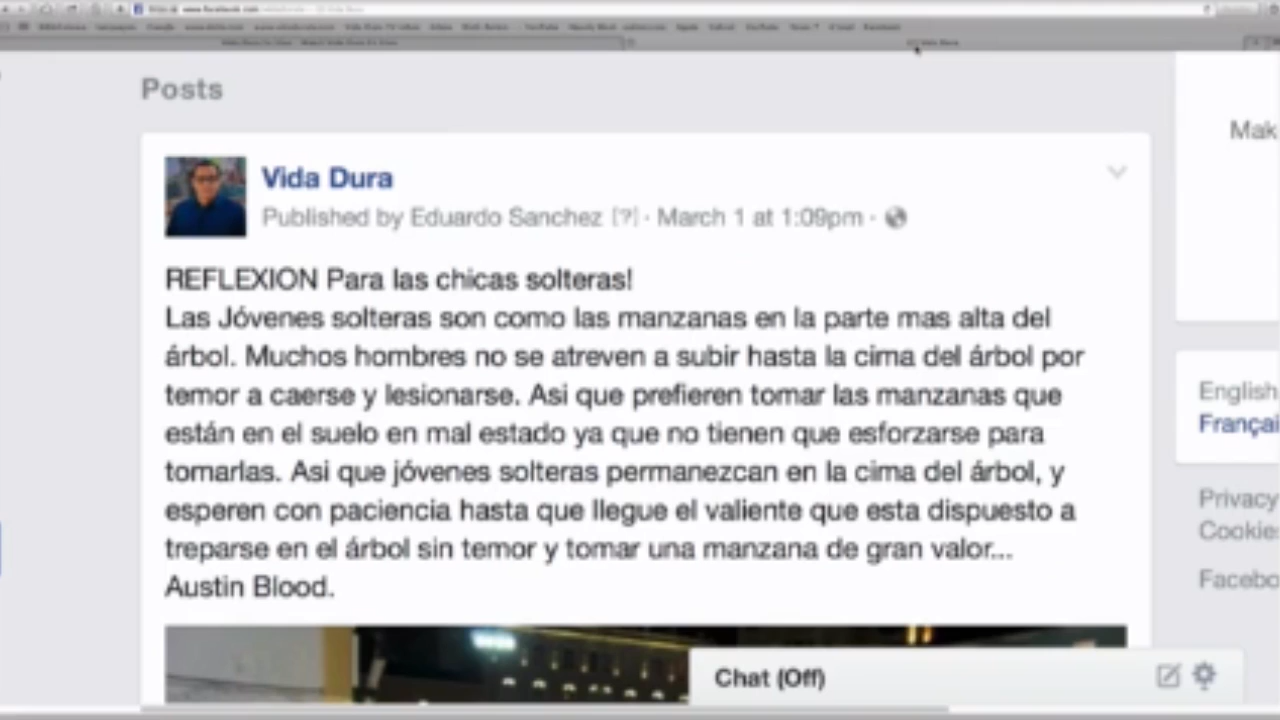 Posts
Vida Dura
Published by Eduardo Sanchez [?] · March 1 at 1:09pm ·
REFLEXION Para las chicas solteras!
Las Jóvenes solteras son como las manzanas en la parte mas alta del
árbol. Muchos hombres no se atreven a subir hasta la cima del árbol por
temor a caerse y lesionarse. Asi que prefieren tomar las manzanas que
están en el suelo en mal estado ya que no tienen que esforzarse para
tomarlas. Asi que jóvenes solteras permanezcan en la cima del árbol, y
esperen con paciencia hasta que llegue el valiente que esta dispuesto a
treparse en el árbol sin temor y tomar una manzana de gran valor...
Austin Blood.
Chat (Off)
Mak
English
Françai
Privacy
Cookie
Facebo